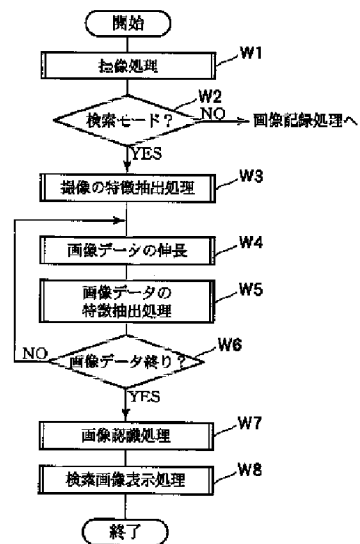 開始
撮像処理
W1
検索モード?
W2
NO
画像記録処理へ
YES
撮像の特徴抽出処理
W3
画像データの伸長
W4
画像データの
特徴抽出処理
W5
画像データ終り?
W6
NO
YES
画像認識処理
W7
検索画像表示処理
W8
終了